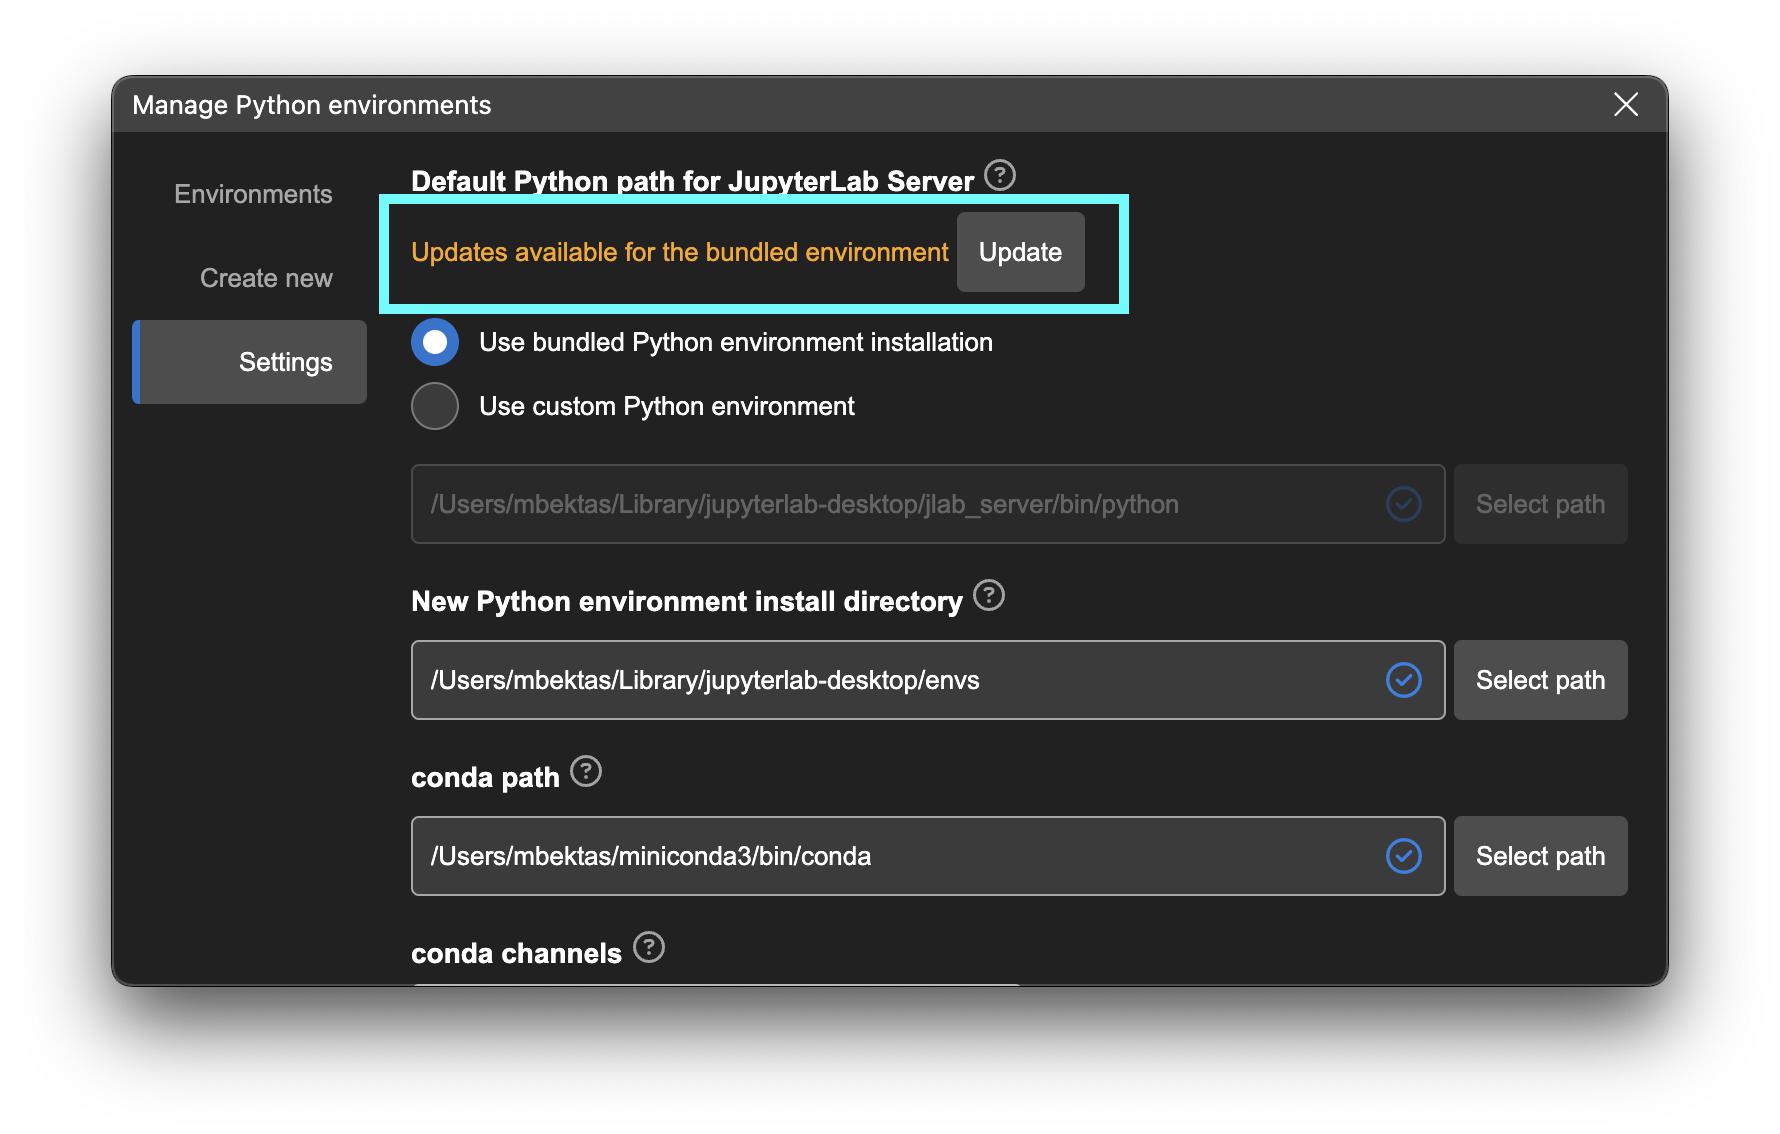 Manage Python environments
Environments
Create new
Settings
Default Python path for JupyterLab Server ?
Updates available for the bundled environment Update
Use bundled Python environment installation
Use custom Python environment
/Users/mbektas/Library/jupyterlab-desktop/jlab_server/bin/python Select path
New Python environment install directory ?
/Users/mbektas/Library/jupyterlab-desktop/envs Select path
conda path ?
/Users/mbektas/miniconda3/bin/conda Select path
conda channels ?